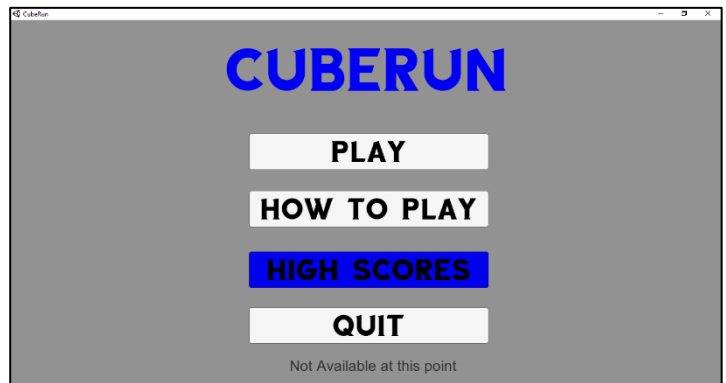 CubeRun
CUBERUN
PLAY
HOW TO PLAY
HIGH SCORES
QUIT
Not Available at this point